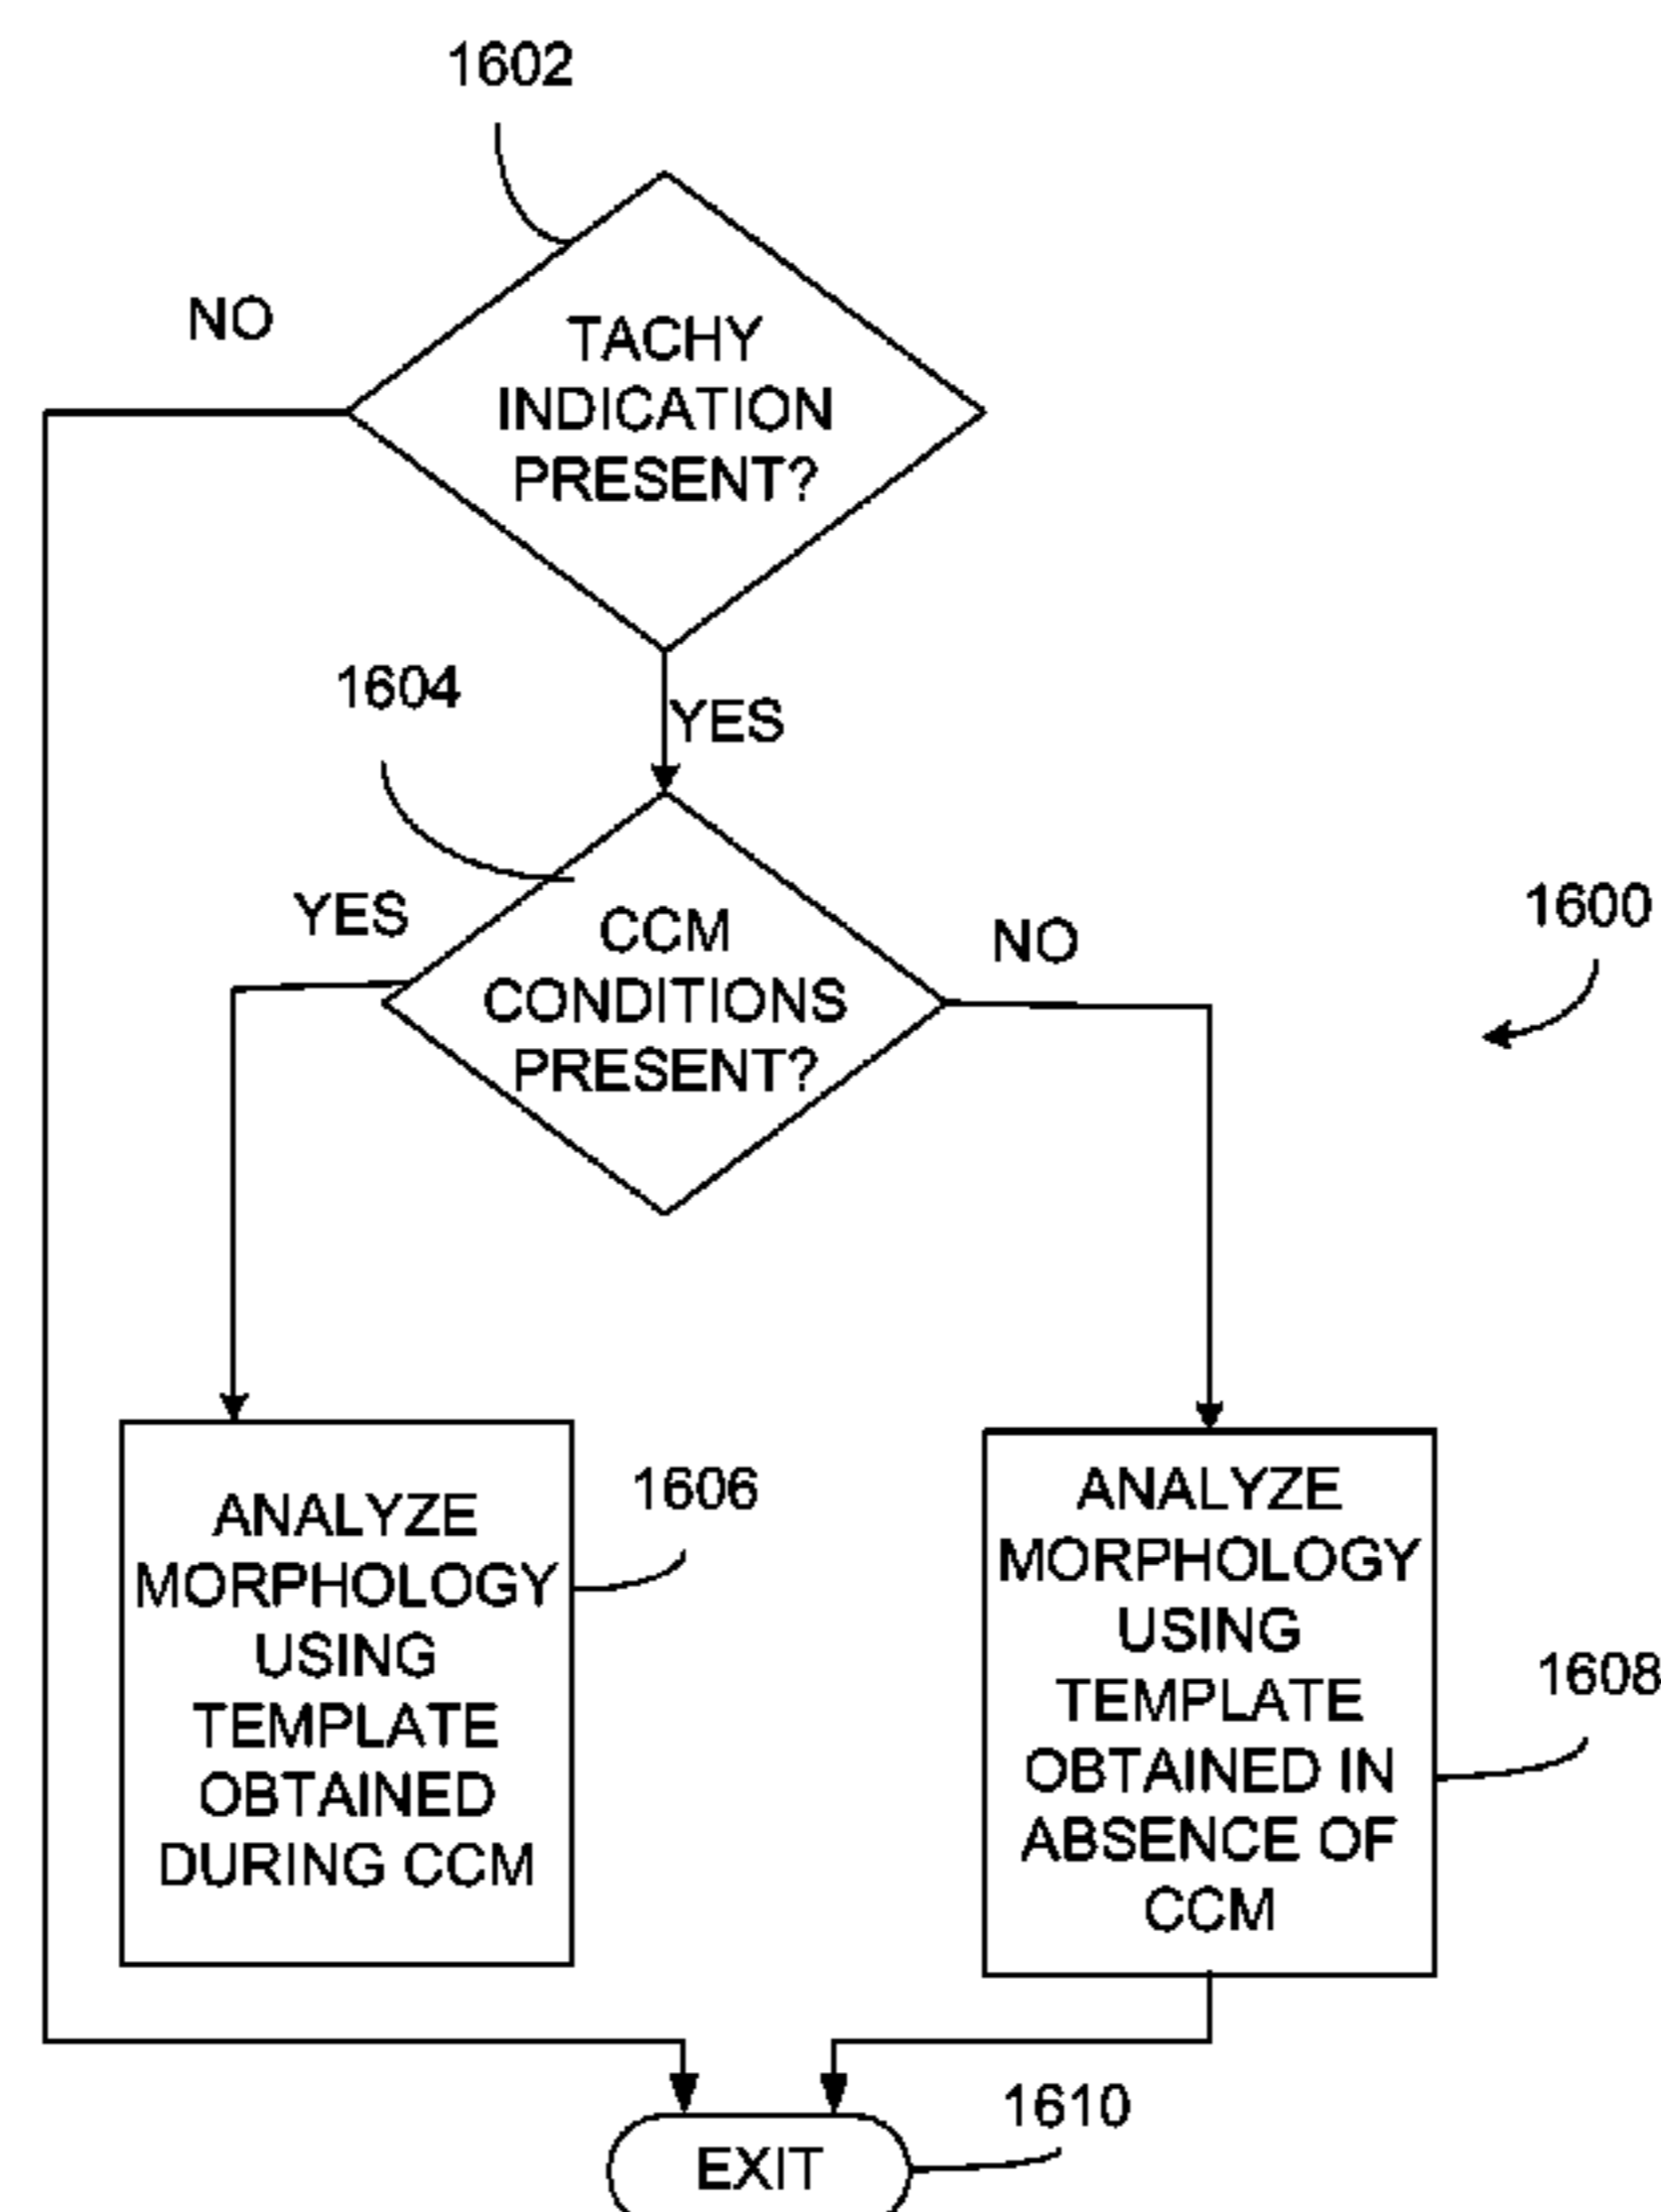 1602
NO
TACHY
INDICATION
PRESENT?
1604
YES
YES
CCM
CONDITIONS
PRESENT?
NO
1600
ANALYZE
MORPHOLOGY
USING
TEMPLATE
OBTAINED
DURING CCM
1606
ANALYZE
MORPHOLOGY
USING
TEMPLATE
OBTAINED IN
ABSENCE OF
CCM
1608
1610
EXIT